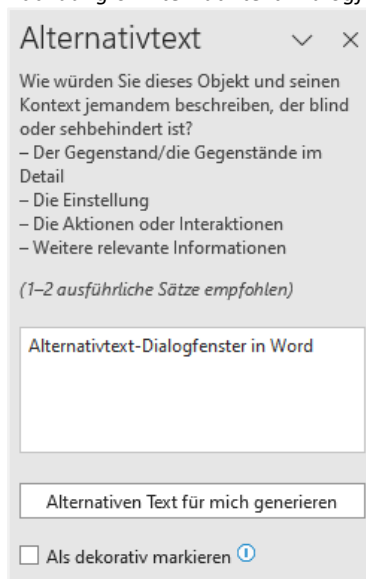 Alternativtext
Wie würden Sie dieses Objekt und seinen
Kontext jemandem beschreiben, der blind
oder sehbehindert ist?
– Der Gegenstand/die Gegenstände im
Detail
– Die Einstellung
– Die Aktionen oder Interaktionen
– Weitere relevante Informationen
(1–2 ausführliche Sätze empfohlen)
Alternativtext-Dialogfenster in Word
Alternativen Text für mich generieren
Als dekorativ markieren